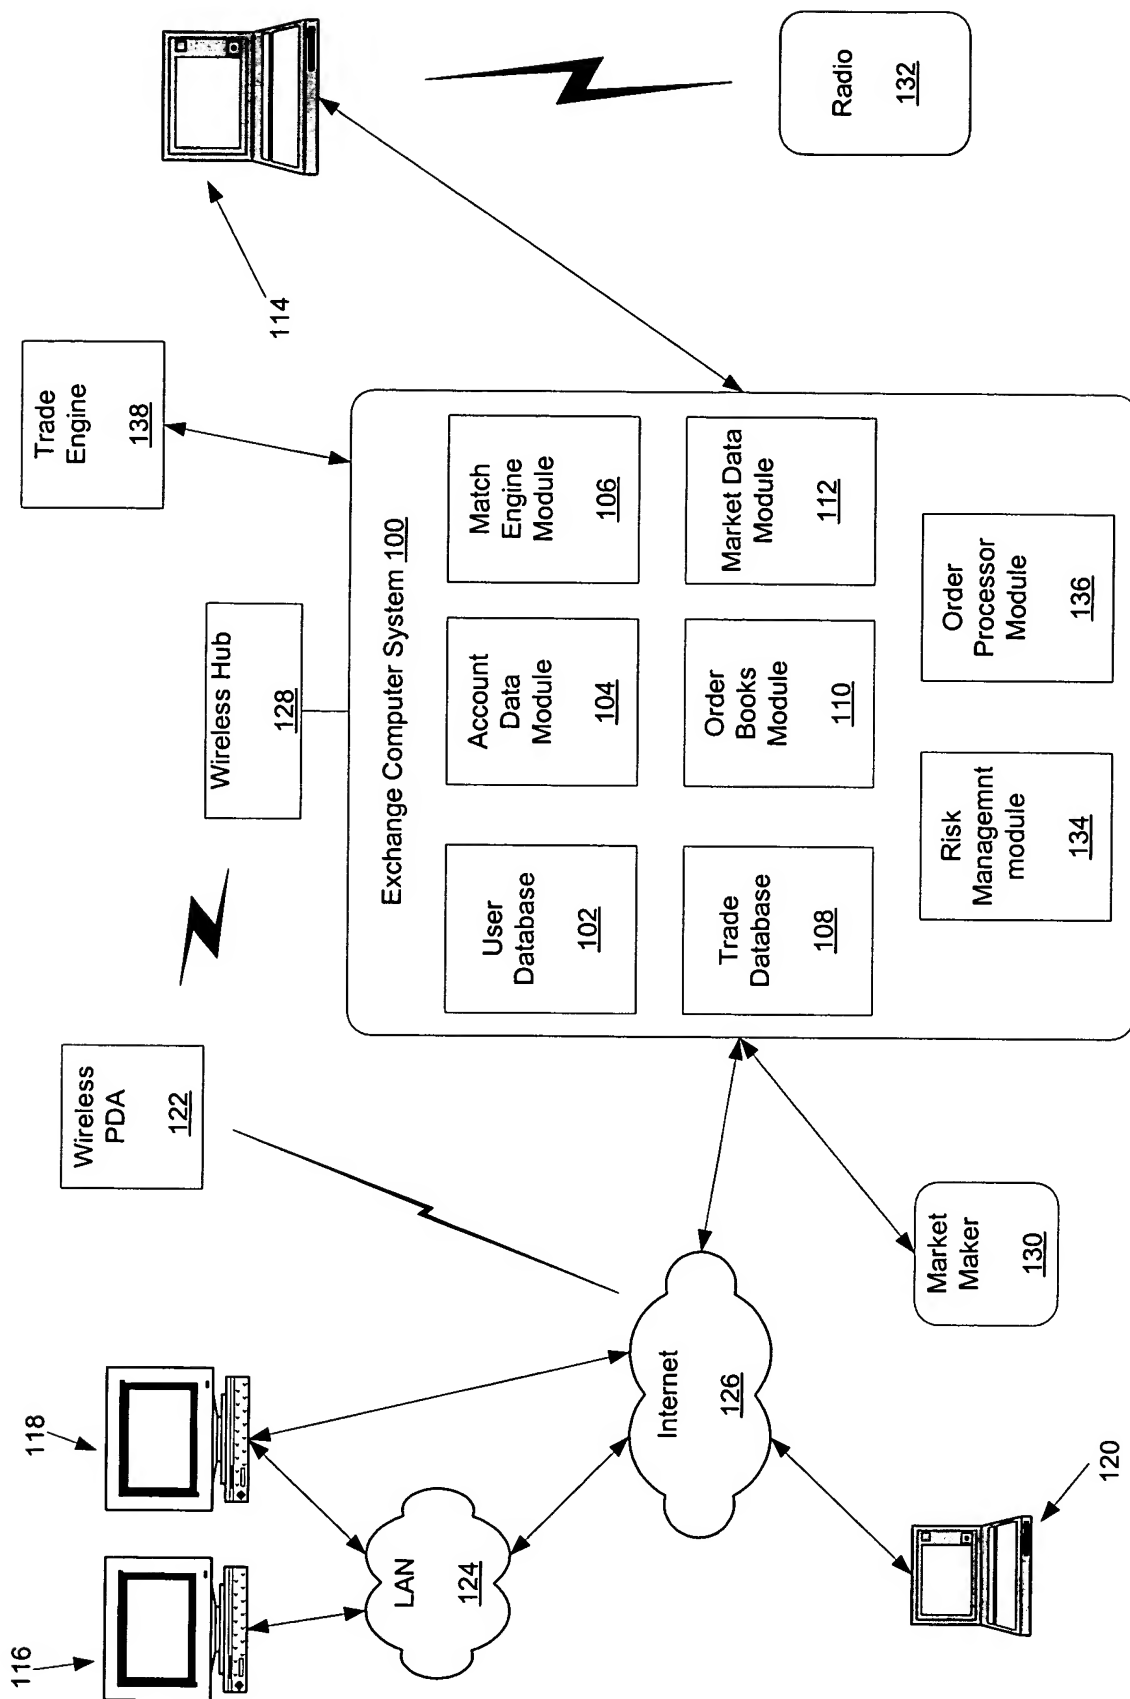 Trade
Engine
138
114
Radio
132
Wireless Hub
128
Exchange Computer System 100
User
Database
102
Account
Data
Module
104
Match
Engine
Module
106
Trade
Database
108
Order
Books
Module
110
Market Data
Module
112
Risk
Managemnt
module
134
Order
Processor
Module
136
Wireless
PDA
122
116
118
LAN
124
Internet
126
Market
Maker
130
120